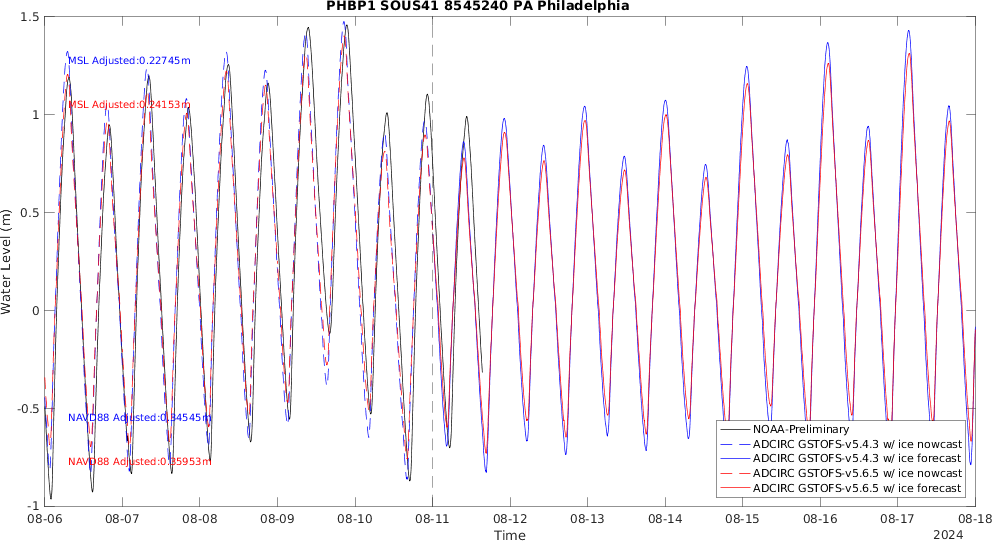 PHBP1 SOUS41 8545240 PA Philadelphia
1.5
1
0.5
0
-0.5
-1
Water Level (m)
MSL Adjusted:0.22745m
MSL Adjusted:0.24153m
NAVD88 Adjusted:0.34545m
NAVD88 Adjusted:0.35953m
NOAA-Preliminary
ADCIRC GSTOFS-v5.4.3 w/ ice nowcast
ADCIRC GSTOFS-v5.4.3 w/ ice forecast
ADCIRC GSTOFS-v5.6.5 w/ ice nowcast
ADCIRC GSTOFS-v5.6.5 w/ ice forecast
08-06 08-07 08-08 08-09 08-10 08-11 08-12 08-13 08-14 08-15 08-16 08-17 08-18
Time
2024